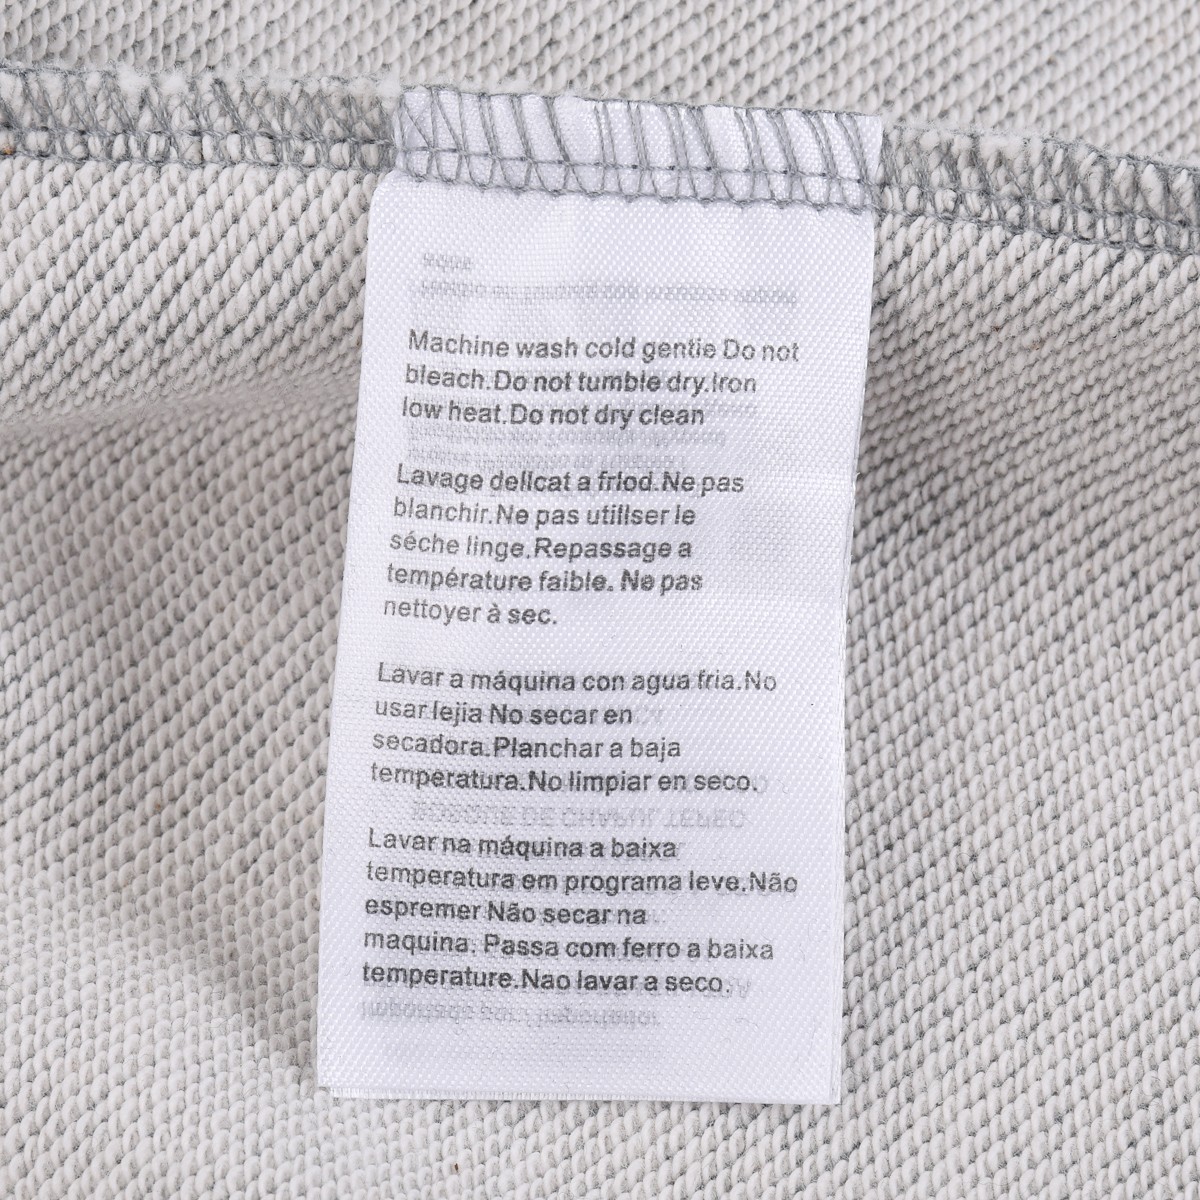 Machine wash cold gentie Do not
bleach.Do not tumble dry.Iron
low heat.Do not dry clean
Lavage delicat a friod.Ne pas
blanchir.Ne pas utiliser le
séche linge.Repassage a
température faible. Ne pas
nettoyer à sec.
Lavar a máquina con agua fria.No
usar lejia No secar en
secadora.Planchar a baja
temperatura.No limpiar en seco.
Lavar na máquina a baixa
temperatura em programa leve.Não
espremer Não secar na
maquina. Passa com ferro a baixa
temperature.Nao lavar a seco.